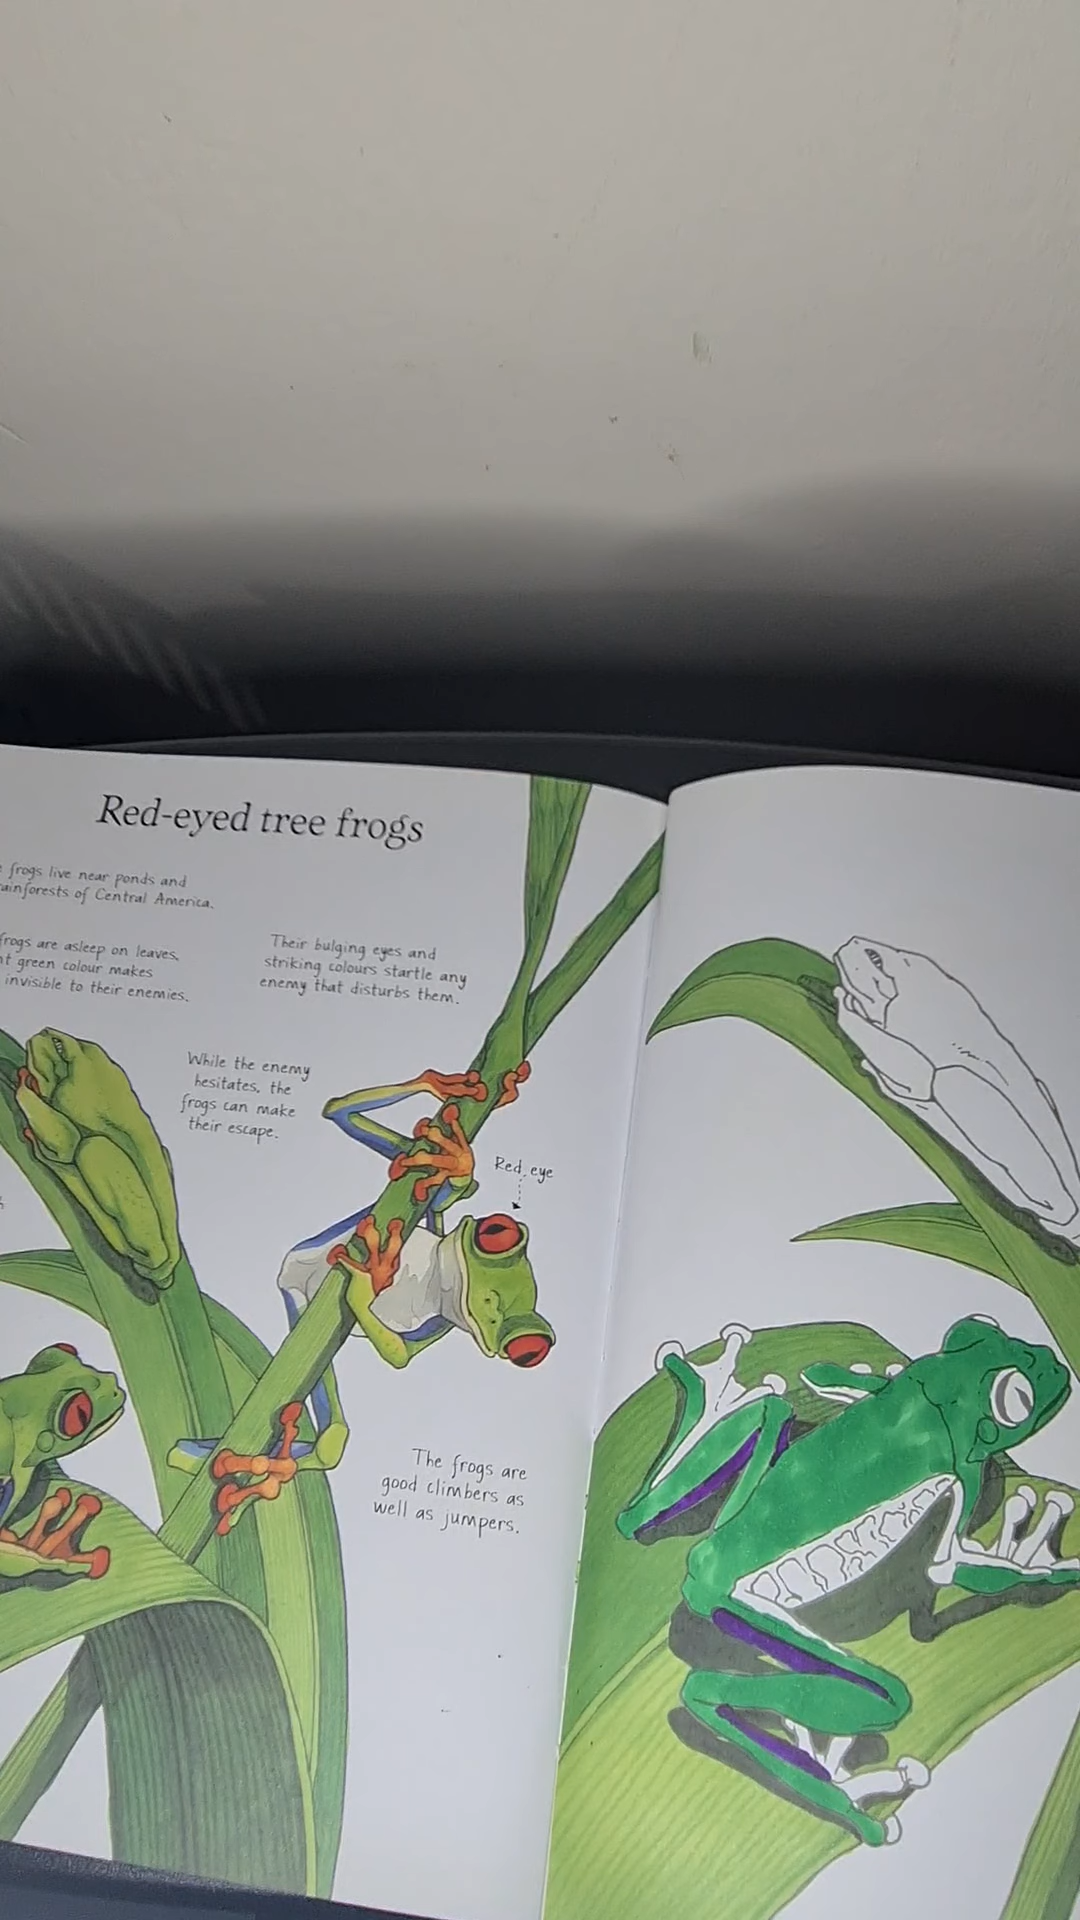 Red-eyed tree frogs
frogs live near ponds and
rainforests of Central America.
frogs are asleep on leaves,
green colour makes
invisible to their enemies.
Their bulging eyes and
striking colours startle any
enemy that disturbs them.
While the enemy
hesitates, the
frogs can make
their escape.
Red eye
The frogs are
good climbers as
well as jumpers.